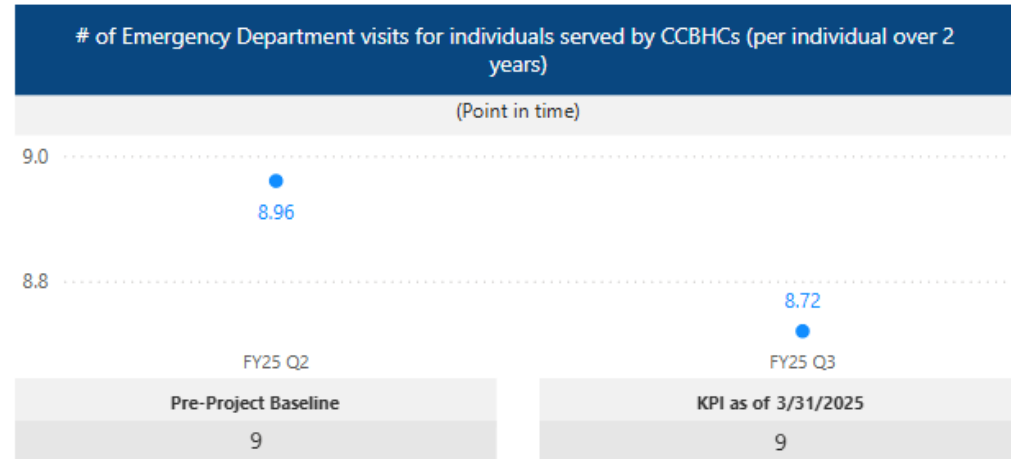 # of Emergency Department visits for individuals served by CCBHCs (per individual over 2
years)
(Point in time)
9.0
8.96
8.8
8.72
FY25 Q2
FY25 Q3
Pre-Project Baseline
KPI as of 3/31/2025
9
9